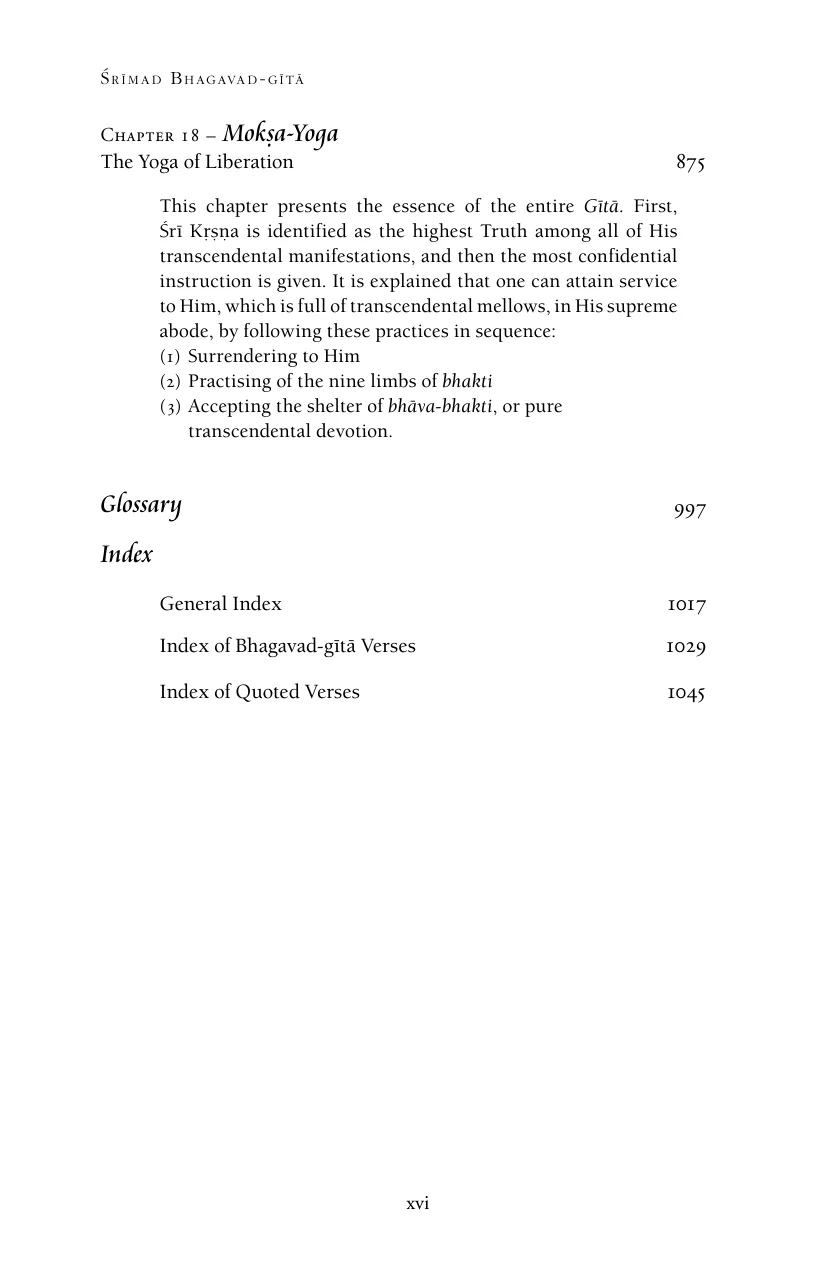 Śrīmad Bhagavad-gītā
Chapter 18 – Mokṣa-Yoga
The Yoga of Liberation 875
This chapter presents the essence of the entire Gītā. First,
Śrī Kṛṣṇa is identified as the highest Truth among all of His
transcendental manifestations, and then the most confidential
instruction is given. It is explained that one can attain service
to Him, which is full of transcendental mellows, in His supreme
abode, by following these practices in sequence:
(1) Surrendering to Him
(2) Practising of the nine limbs of bhakti
(3) Accepting the shelter of bhāva-bhakti, or pure
transcendental devotion.
Glossary 997
Index
General Index 1017
Index of Bhagavad-gītā Verses 1029
Index of Quoted Verses 1045
xvi